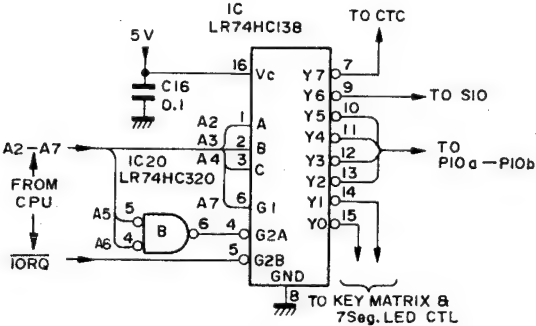 IC
LR74HC138
5V
16
Vc
C16
0.1
Y7
7
TO CTC
Y6
9
TO SIO
Y5
10
Y4
11
Y3
12
Y2
13
TO
PIOa-PIOb
Y1
14
Y0
15
A2
1
A
A3
2
B
A4
3
C
A7
6
G1
A2-A7
FROM
CPU
IORQ
IC20
LR74HC320
A5
5
A6
4
B
6
4
G2A
5
G2B
GND
8
TO KEY MATRIX &
7Seg. LED CTL